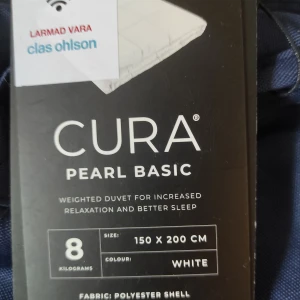 LARMAD VARA
clas ohlson
CURA®
PEARL BASIC
WEIGHTED DUVET FOR INCREASED
RELAXATION AND BETTER SLEEP
8
KILOGRAMS
SIZE: 150 X 200 CM
COLOUR: WHITE
FABRIC: POLYESTER SHELL